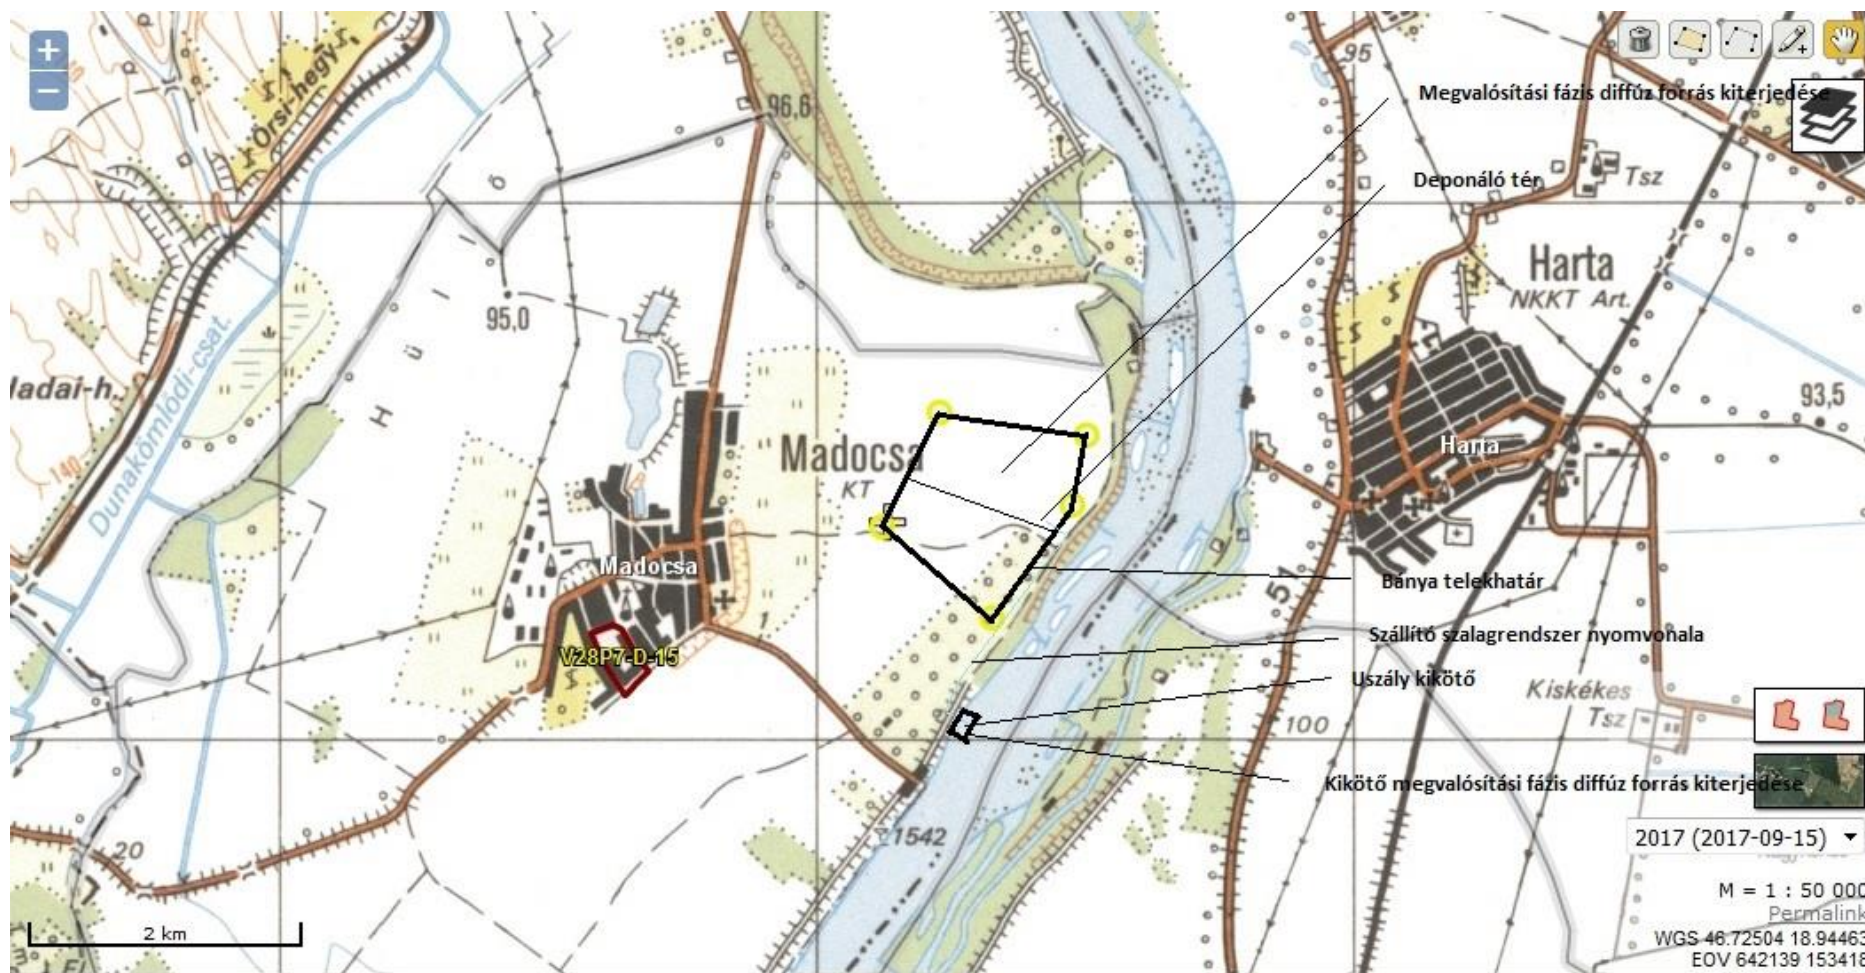 +
−
Örsi-hegy
96,6
95
Megvalósítási fázis diffúz forrás kiterjedése
Deponáló tér
Tsz
Harta
NKKT Art.
95,0
H ű l i ő
Dunakömlődi-csat.
140
93,5
Madocsa
KT
Harta
Madocsa
Bánya telekhatár
51
1
Szállító szalagrendszer nyomvonala
V28P7-D-15
Uszály kikötő
Kiskékes
Tsz
100
Kikötő megvalósítási fázis diffúz forrás kiterjedése
1542
20
2017 (2017-09-15)
M = 1 : 50 000
Permalink
2 km
WGS 46.72504 18.94463
EOV 642139 153418